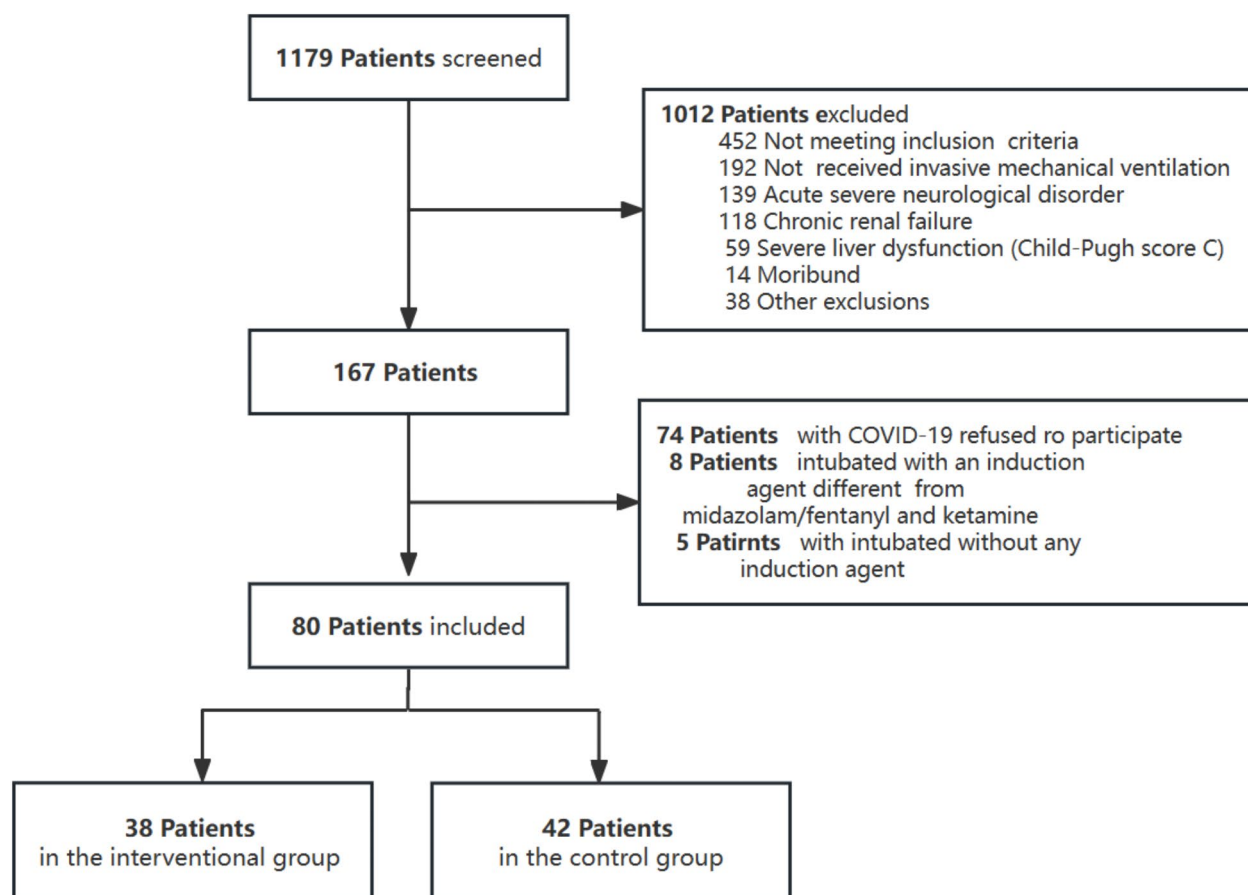 1179 Patients screened
1012 Patients excluded
452 Not meeting inclusion criteria
192 Not received invasive mechanical ventilation
139 Acute severe neurological disorder
118 Chronic renal failure
59 Severe liver dysfunction (Child-Pugh score C)
14 Moribund
38 Other exclusions
167 Patients
74 Patients with COVID-19 refused ro participate
8 Patients intubated with an induction
agent different from
midazolam/fentanyl and ketamine
5 Patirnts with intubated without any
induction agent
80 Patients included
38 Patients
in the interventional group
42 Patients
in the control group